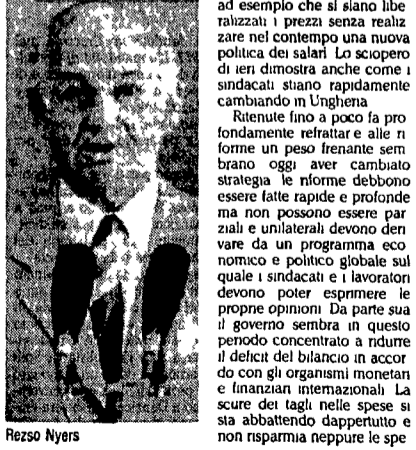 ad esempio che si siano libe
ralizzati i prezzi senza realiz
zare nel contempo una nuova
politica dei salari Lo sciopero
di ieri dimostra anche come i
sindacati stiano rapidamente
cambiando in Ungheria
Ritenute fino a poco fa pro
fondamente refrattarie alle ri
forme un peso frenante sem
brano oggi aver cambiato
strategia le riforme debbono
essere fatte rapide e profonde
ma non possono essere par
ziali e unilaterali devono deri
vare da un programma eco
nomico e politico globale sul
quale i sindacati e i lavoratori
devono poter esprimere le
proprie opinioni Da parte sua
il governo sembra in questo
periodo concentrato a ridurre
il deficit del bilancio in accor
do con gli organismi monetari
e finanziari internazionali La
scure dei tagli nelle spese si
sta abbattendo dappertutto e
non risparmia neppure le spe
Rezso Nyers